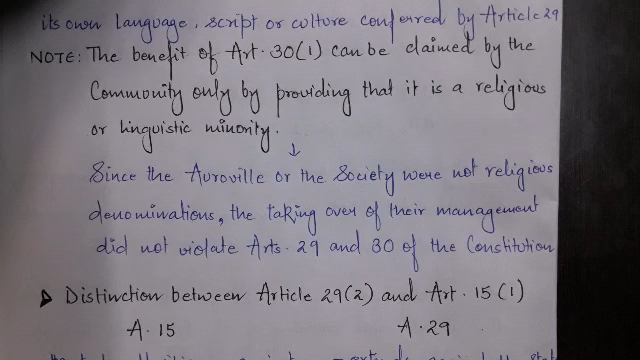 its own language, script or culture conferred by Article 29
NOTE: The benefit of Art. 30(1) can be claimed by the
Community only by providing that it is a religious
or linguistic minority.
↓
Since the Auroville or the Society were not religious
denominations, the taking over of their management
did not violate Arts. 29 and 30 of the Constitution
Distinction between Article 29(2) and Art. 15 (1)
A. 15 A. 29